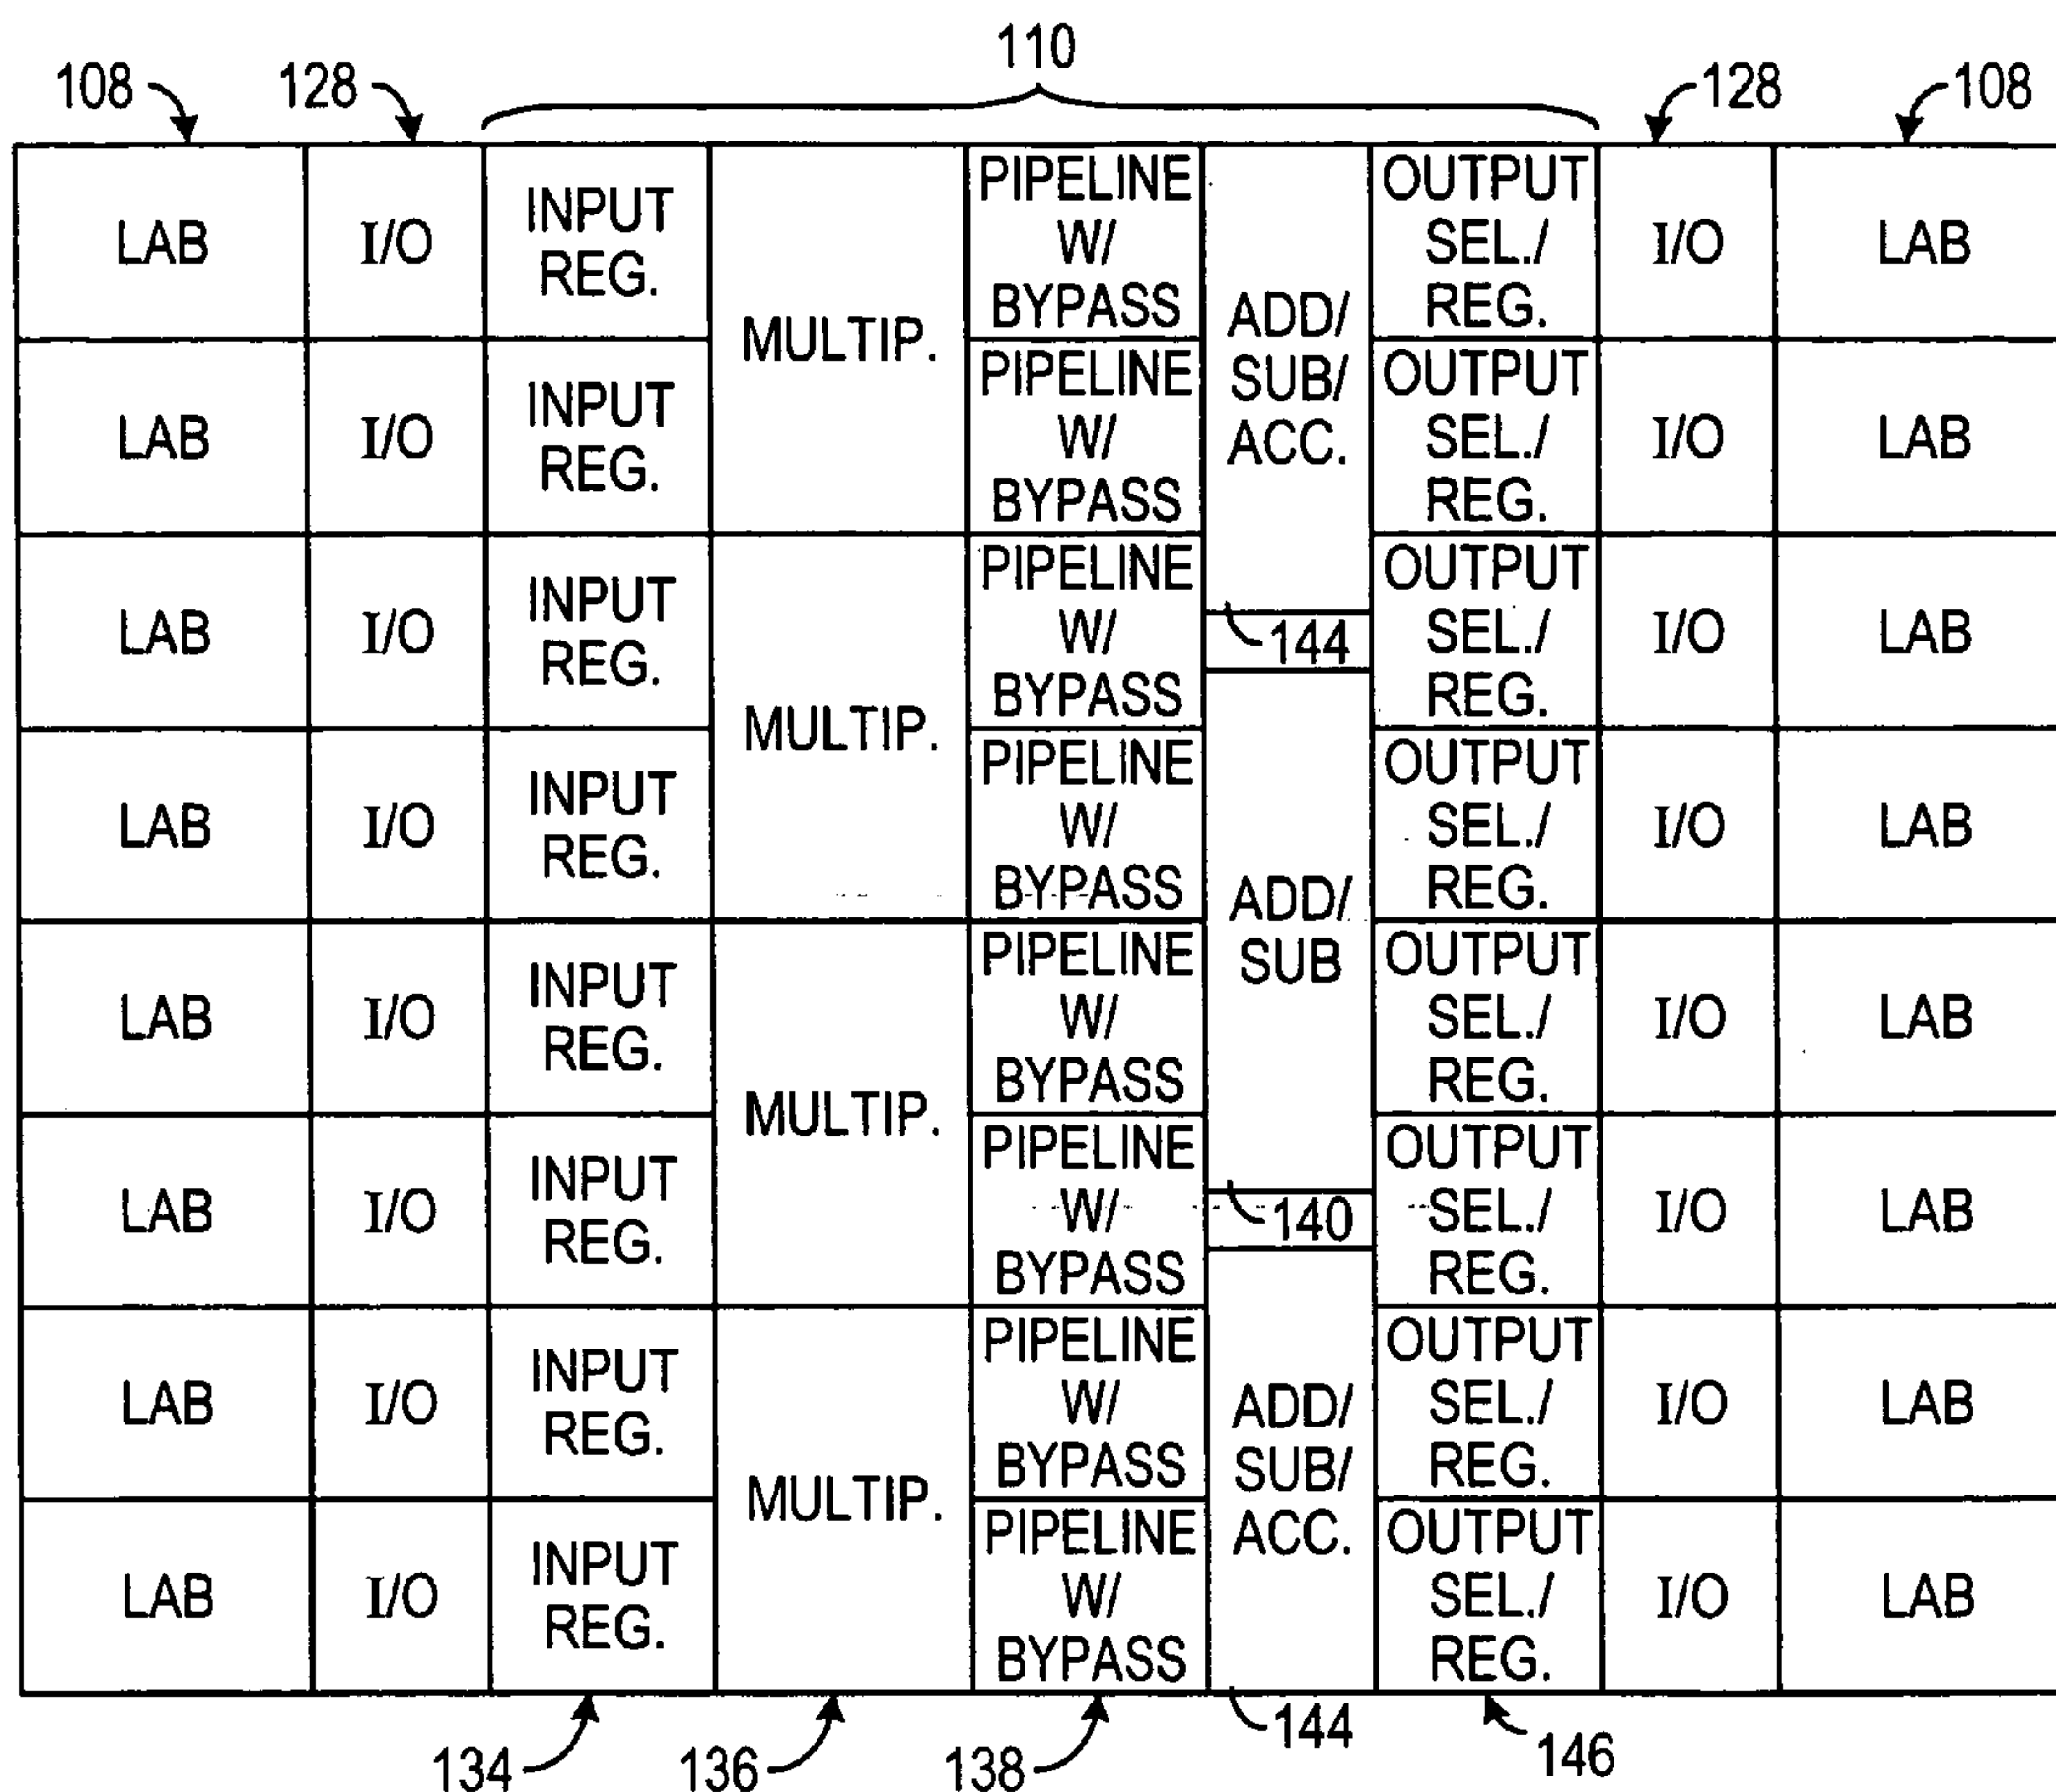 110
108 128 128 108
LAB I/O INPUT REG. MULTIP. PIPELINE W/ BYPASS ADD/ SUB/ ACC. OUTPUT SEL./ REG. I/O LAB
LAB I/O INPUT REG. PIPELINE W/ BYPASS OUTPUT SEL./ REG. I/O LAB
LAB I/O INPUT REG. MULTIP. PIPELINE W/ BYPASS 144 OUTPUT SEL./ REG. I/O LAB
LAB I/O INPUT REG. PIPELINE W/ BYPASS ADD/ SUB OUTPUT SEL./ REG. I/O LAB
LAB I/O INPUT REG. MULTIP. PIPELINE W/ BYPASS OUTPUT SEL./ REG. I/O LAB
LAB I/O INPUT REG. PIPELINE W/ BYPASS 140 OUTPUT SEL./ REG. I/O LAB
LAB I/O INPUT REG. MULTIP. PIPELINE W/ BYPASS ADD/ SUB/ ACC. OUTPUT SEL./ REG. I/O LAB
LAB I/O INPUT REG. PIPELINE W/ BYPASS OUTPUT SEL./ REG. I/O LAB
134 136 138 144 146